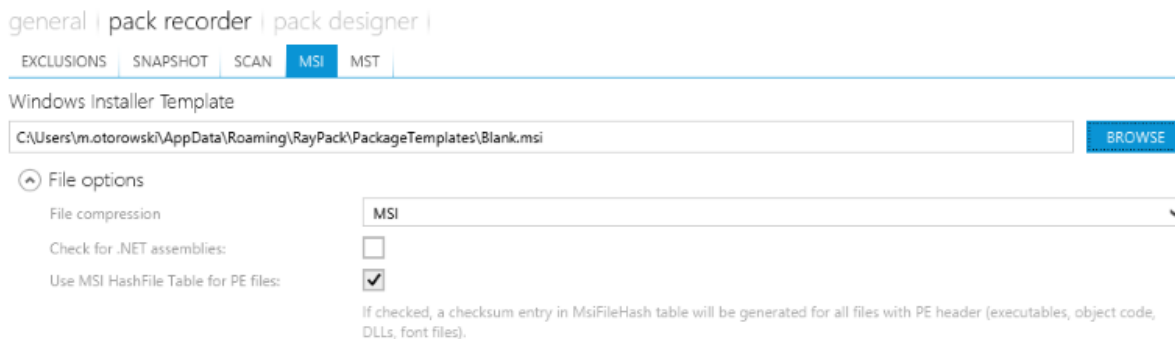 general | pack recorder | pack designer |
EXCLUSIONS SNAPSHOT SCAN MSI MST
Windows Installer Template
C:\Users\m.otorowski\AppData\Roaming\RayPack\PackageTemplates\Blank.msi BROWSE
File options
File compression MSI
Check for .NET assemblies:
Use MSI HashFile Table for PE files:
If checked, a checksum entry in MsiFileHash table will be generated for all files with PE header (executables, object code,
DLLs, font files).